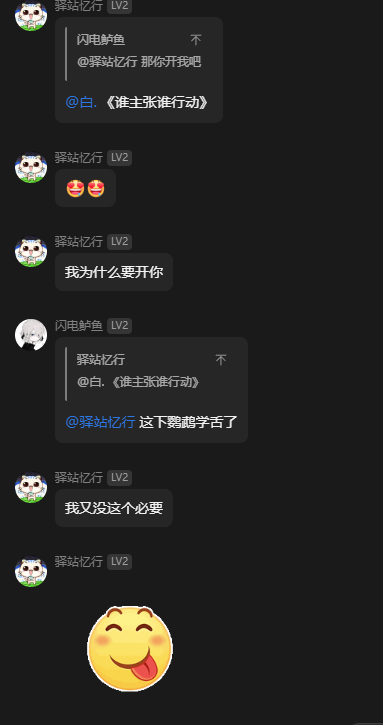 驿站忆行 LV2
闪电鲈鱼
@驿站忆行 那你开我吧
@白. 《谁主张谁行动》
驿站忆行 LV2
驿站忆行 LV2
我为什么要开你
闪电鲈鱼 LV2
驿站忆行
@白. 《谁主张谁行动》
@驿站忆行 这下鹦鹉学舌了
驿站忆行 LV2
我又没这个必要
驿站忆行 LV2